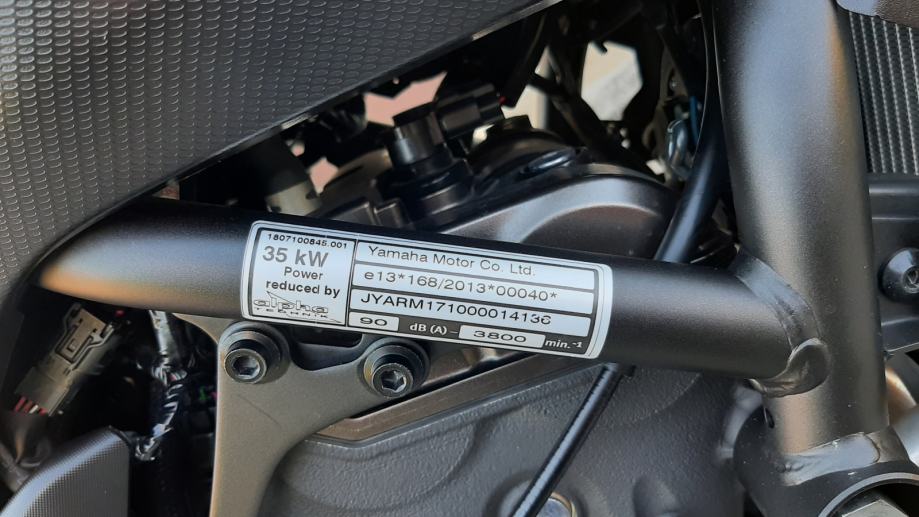 1807100845.001
35 kW
Power
reduced by
alpha
TECHNIK
Yamaha Motor Co. Ltd.
e13*168/2013*00040*
JYARM171000014136
90 dB (A) – 3800 min.-1